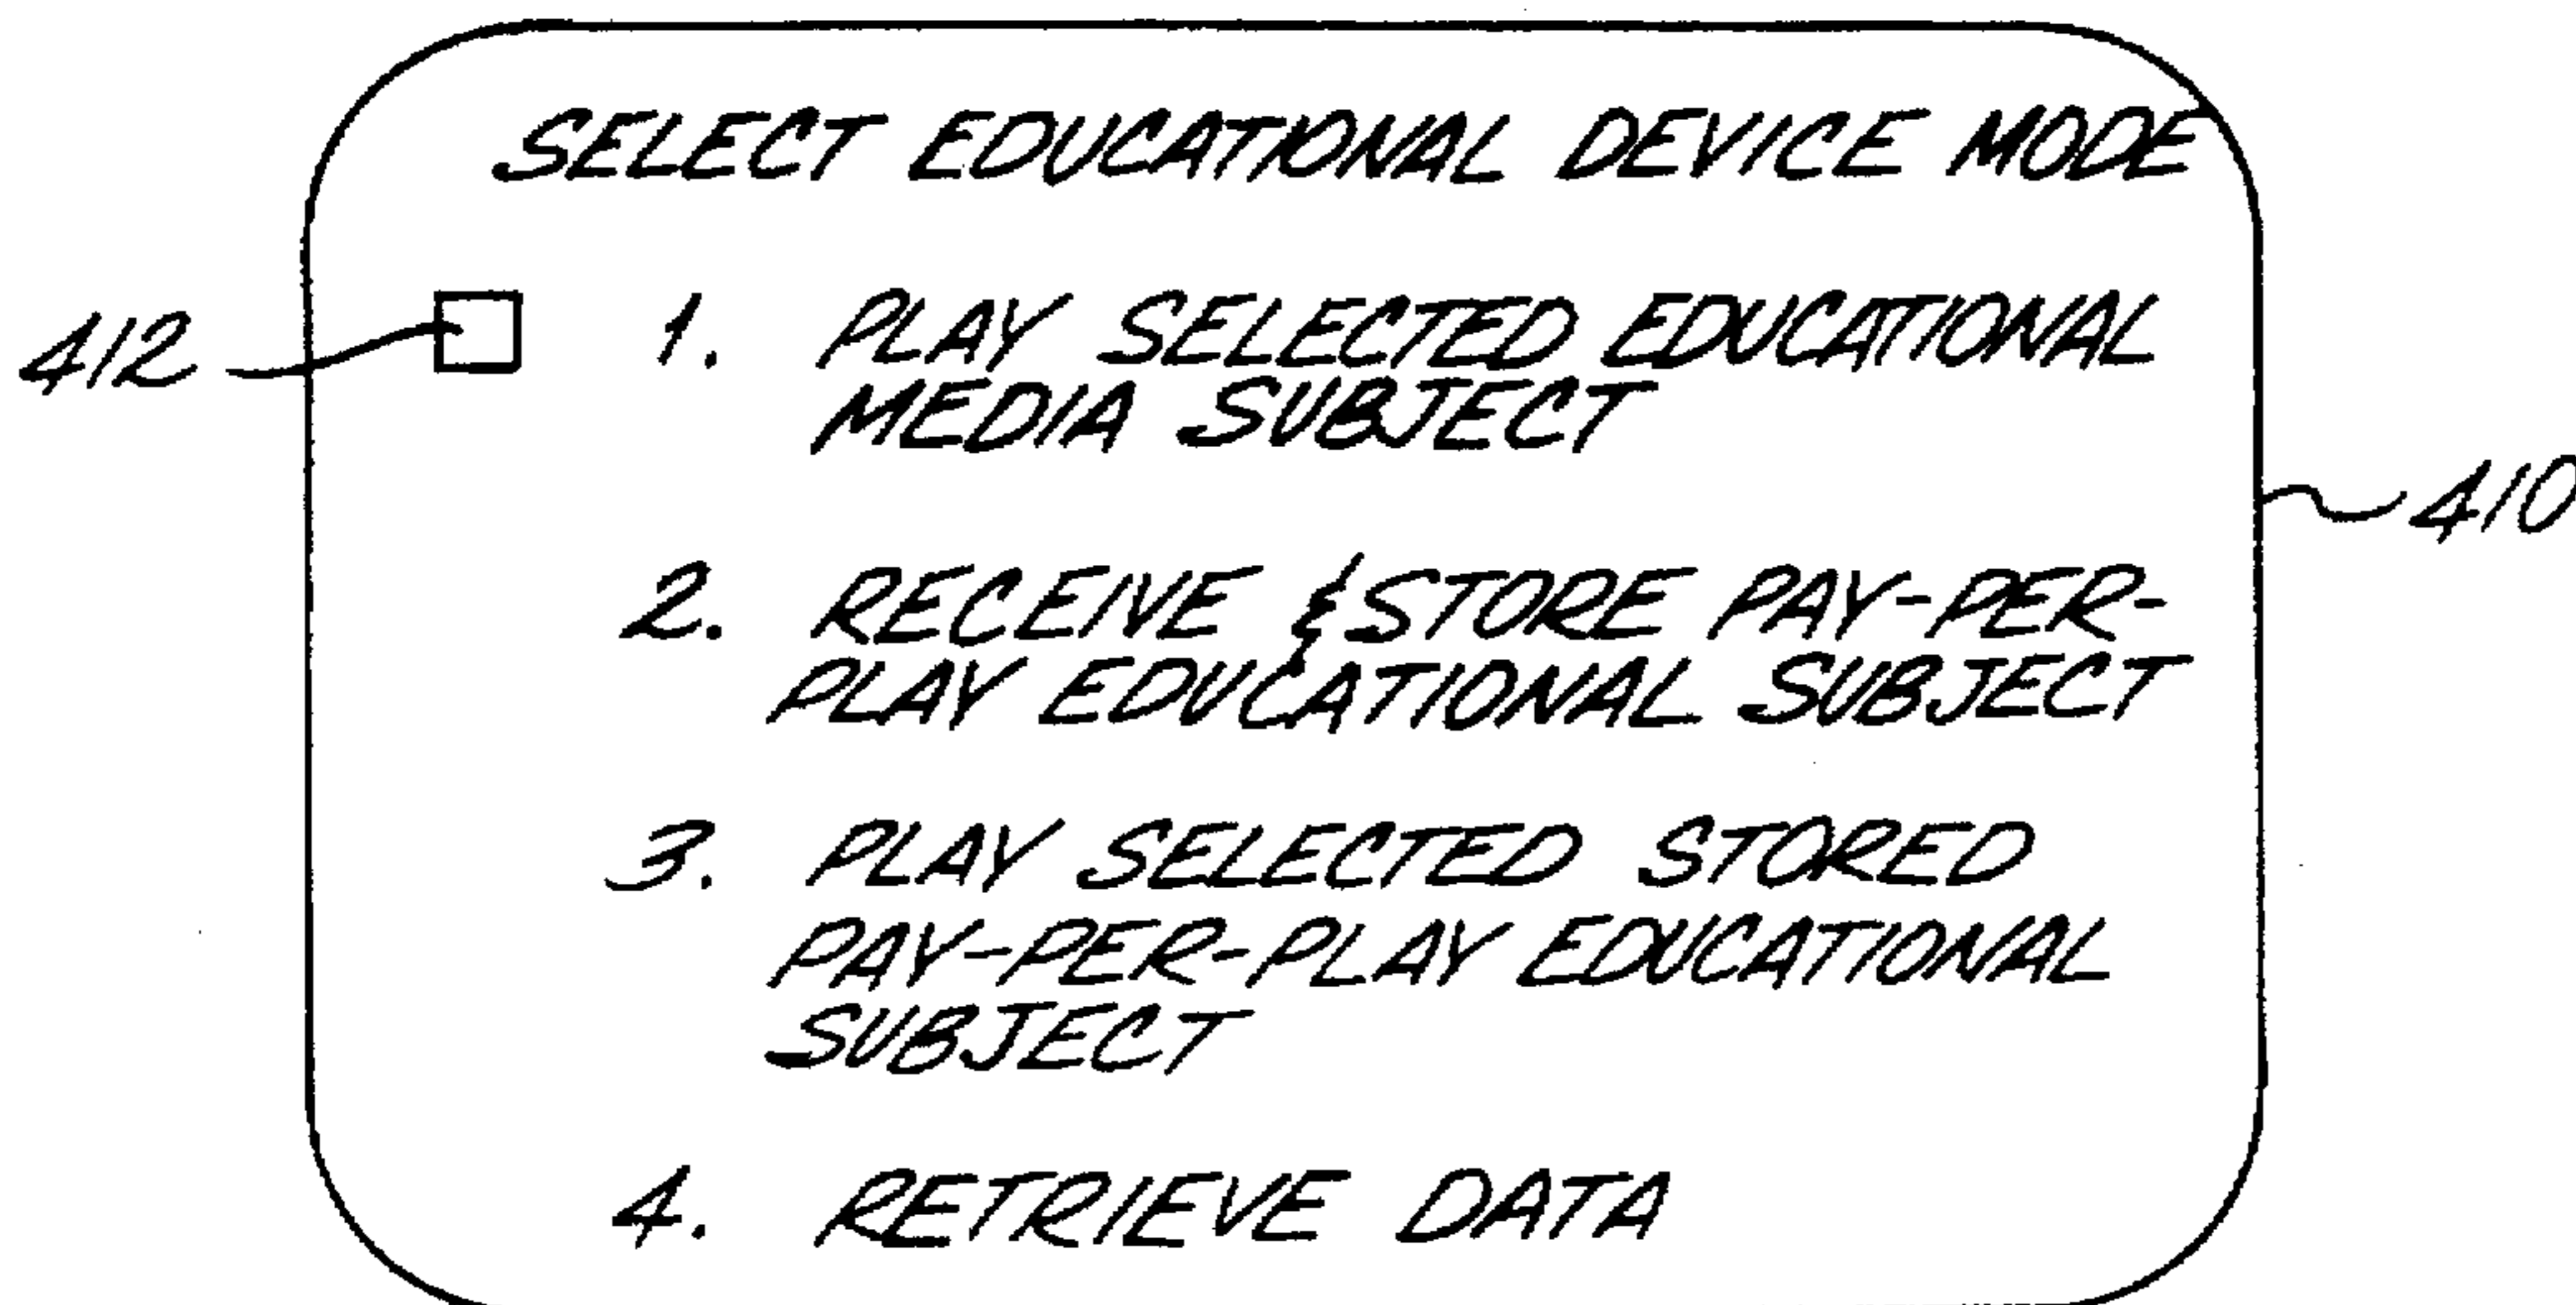 SELECT EDUCATIONAL DEVICE MODE
412
1. PLAY SELECTED EDUCATIONAL
MEDIA SUBJECT
410
2. RECEIVE & STORE PAY-PER-
PLAY EDUCATIONAL SUBJECT
3. PLAY SELECTED STORED
PAY-PER-PLAY EDUCATIONAL
SUBJECT
4. RETRIEVE DATA